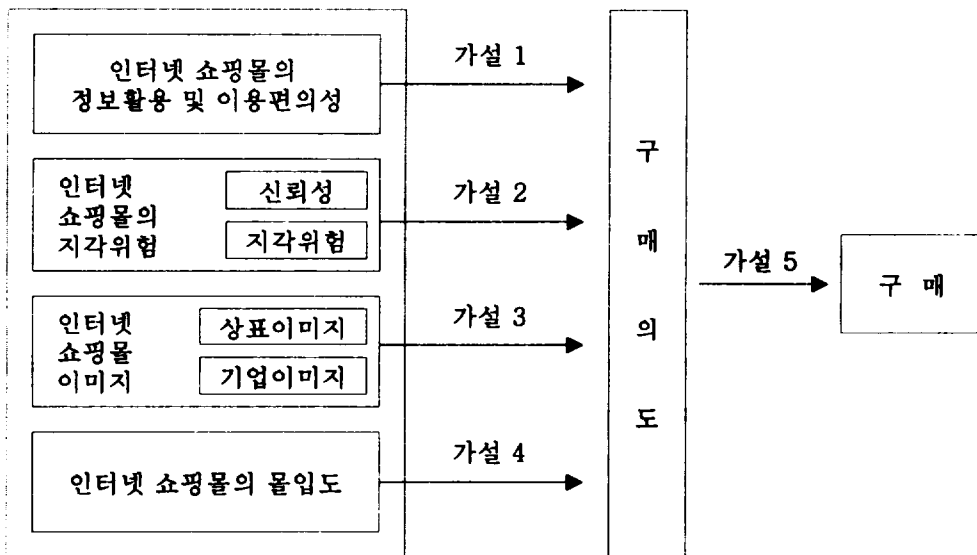 인터넷 쇼핑몰의
정보활용 및 이용편의성
가설 1
인터넷
쇼핑몰의
지각위험
신뢰성
지각위험
가설 2
인터넷
쇼핑몰
이미지
상표이미지
기업이미지
가설 3
인터넷 쇼핑몰의 몰입도
가설 4
구
매
의
도
가설 5
구 매